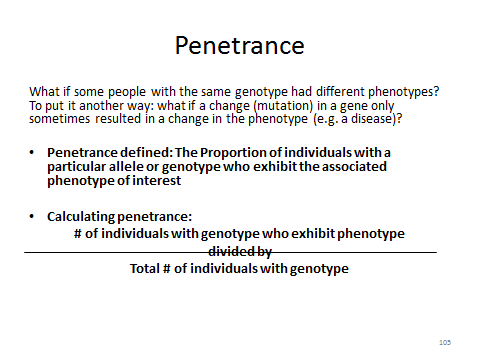 Penetrance
What if some people with the same genotype had different phenotypes?
To put it another way: what if a change (mutation) in a gene only
sometimes resulted in a change in the phenotype (e.g. a disease)?
• Penetrance defined: The Proportion of individuals with a
particular allele or genotype who exhibit the associated
phenotype of interest
• Calculating penetrance:
# of individuals with genotype who exhibit phenotype
divided by
Total # of individuals with genotype
105